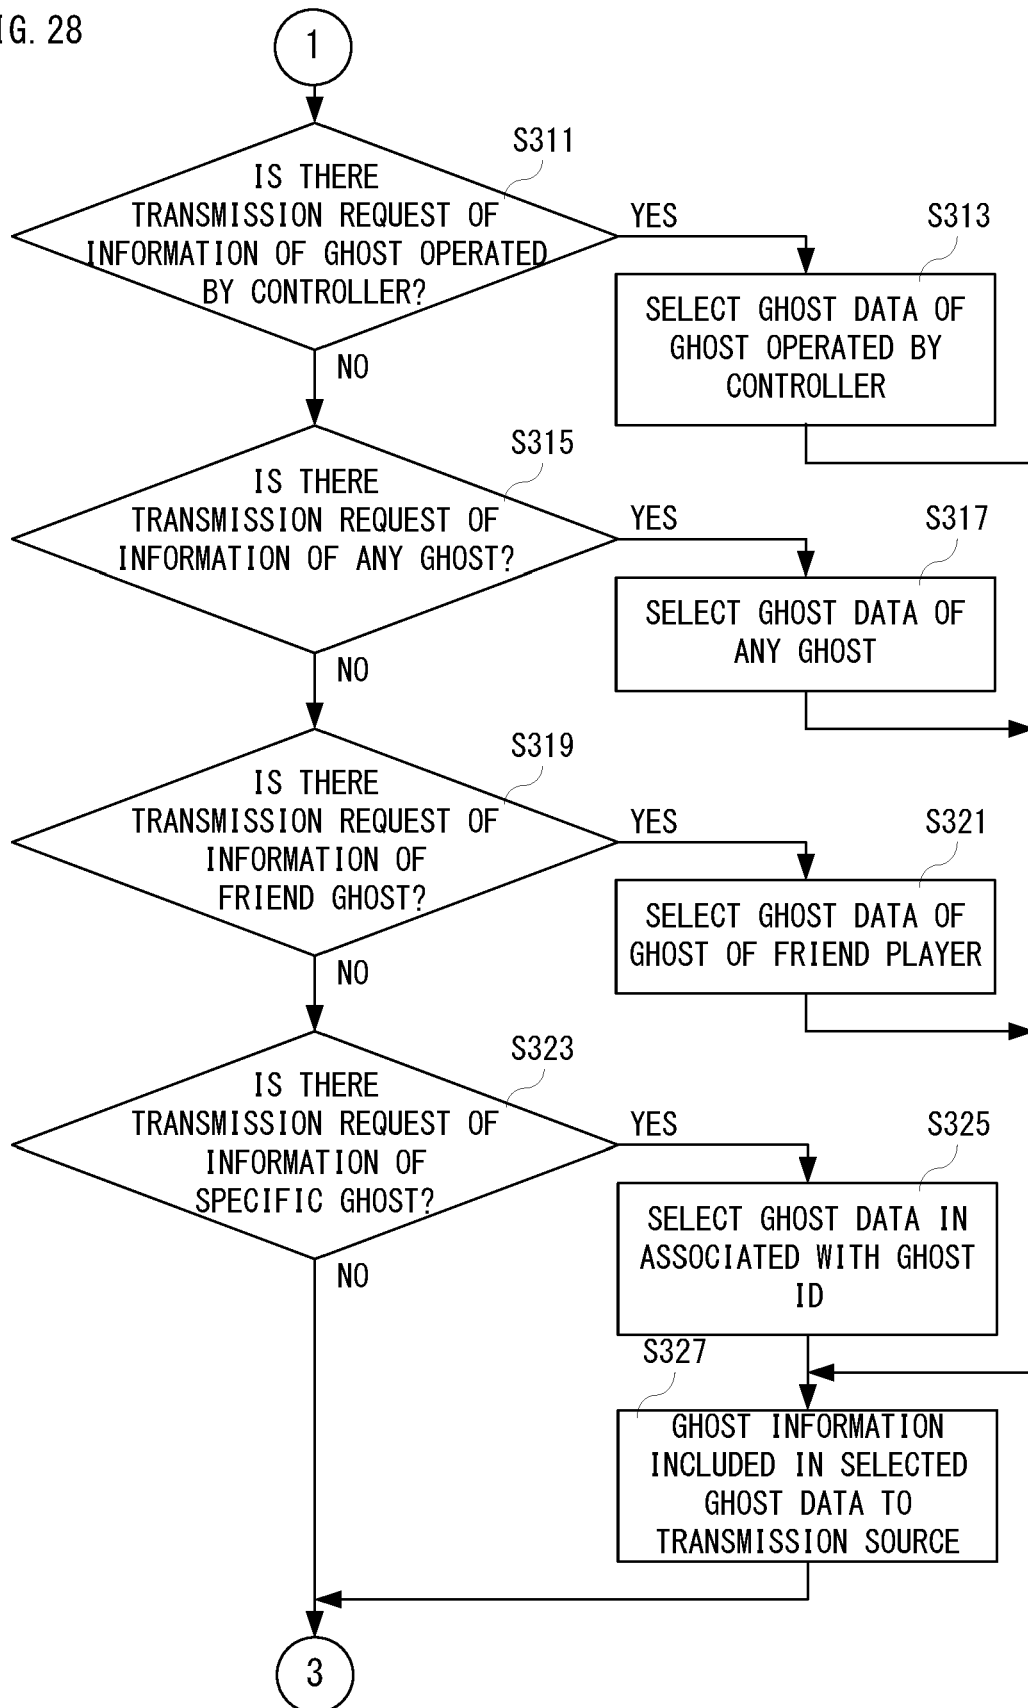 IG. 28
1
S311
IS THERE
TRANSMISSION REQUEST OF
INFORMATION OF GHOST OPERATED
BY CONTROLLER?
YES
NO
S313
SELECT GHOST DATA OF
GHOST OPERATED BY
CONTROLLER
S315
IS THERE
TRANSMISSION REQUEST OF
INFORMATION OF ANY GHOST?
YES
NO
S317
SELECT GHOST DATA OF
ANY GHOST
S319
IS THERE
TRANSMISSION REQUEST OF
INFORMATION OF
FRIEND GHOST?
YES
NO
S321
SELECT GHOST DATA OF
GHOST OF FRIEND PLAYER
S323
IS THERE
TRANSMISSION REQUEST OF
INFORMATION OF
SPECIFIC GHOST?
YES
NO
S325
SELECT GHOST DATA IN
ASSOCIATED WITH GHOST
ID
S327
GHOST INFORMATION
INCLUDED IN SELECTED
GHOST DATA TO
TRANSMISSION SOURCE
3